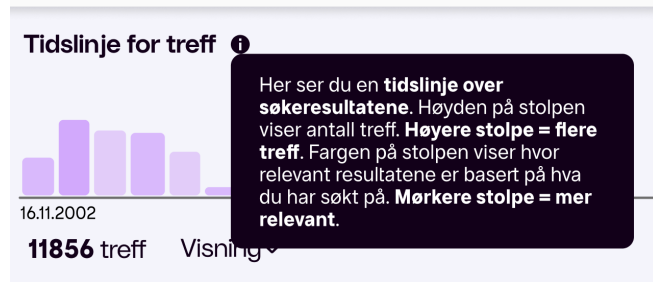 Tidslinje for treff
Her ser du en tidslinje over
søkeresultatene. Høyden på stolpen
viser antall treff. Høyere stolpe = flere
treff. Fargen på stolpen viser hvor
relevant resultatene er basert på hva
du har søkt på. Mørkere stolpe = mer
relevant.
16.11.2002
11856 treff Visning